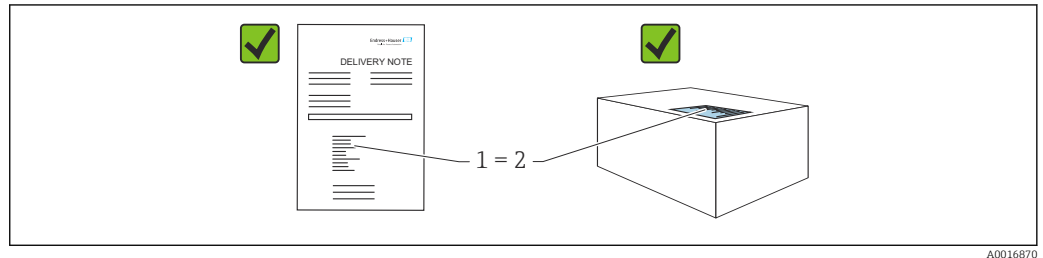 Endress+Hauser
DELIVERY NOTE
1 = 2
A0016870